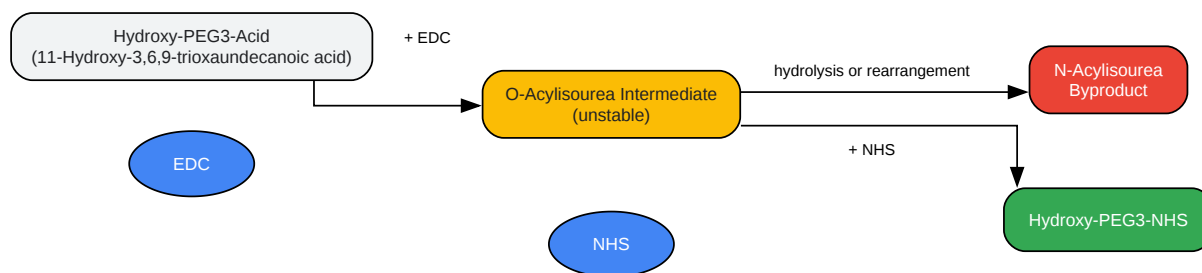 Hydroxy-PEG3-Acid
(11-Hydroxy-3,6,9-trioxaundecanoic acid)
+ EDC
O-Acylisourea Intermediate
(unstable)
hydrolysis or rearrangement
N-Acylisourea
Byproduct
+ NHS
EDC
NHS
Hydroxy-PEG3-NHS